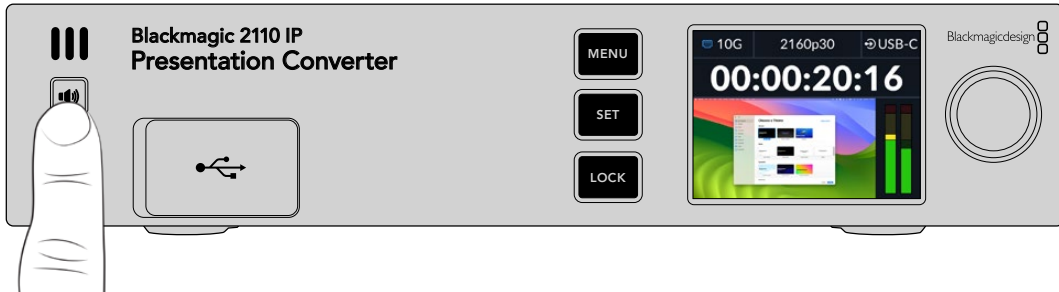 Blackmagic 2110 IP
Presentation Converter
MENU
SET
LOCK
10G 2160p30 USB-C
00:00:20:16
Blackmagicdesign